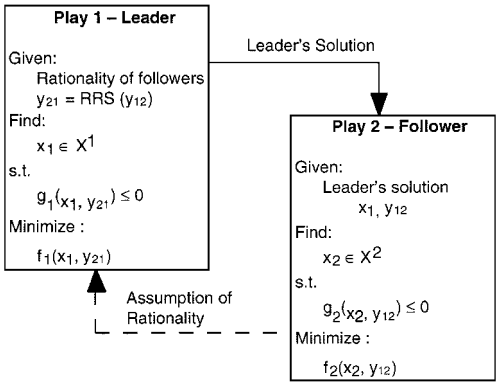 Play 1 – Leader
Given:
Rationality of followers
y21 = RRS (y12)
Find:
x1 ∈ X1
s.t.
g1(x1, y21) ≤ 0
Minimize :
f1(x1, y21)
Leader's Solution
Play 2 – Follower
Given:
Leader's solution
x1, y12
Find:
x2 ∈ X2
s.t.
g2(x2, y12) ≤ 0
Minimize :
f2(x2, y12)
Assumption of
Rationality